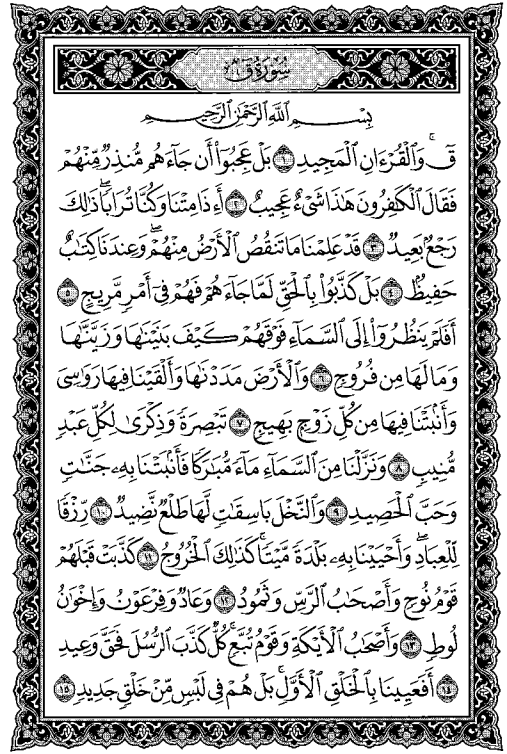 سُورَةُ قٓ
بِسْمِ ٱللَّهِ ٱلرَّحْمَٰنِ ٱلرَّحِيمِ
قٓ ۚ وَٱلْقُرْءَانِ ٱلْمَجِيدِ ١ بَلْ عَجِبُوٓا۟ أَن جَآءَهُم مُّنذِرٌ مِّنْهُمْ
فَقَالَ ٱلْكَٰفِرُونَ هَٰذَا شَىْءٌ عَجِيبٌ ٢ أَءِذَا مِتْنَا وَكُنَّا تُرَابًا ۖ ذَٰلِكَ
رَجْعٌۢ بَعِيدٌ ٣ قَدْ عَلِمْنَا مَا تَنقُصُ ٱلْأَرْضُ مِنْهُمْ ۖ وَعِندَنَا كِتَٰبٌ
حَفِيظٌۢ ٤ بَلْ كَذَّبُوا۟ بِٱلْحَقِّ لَمَّا جَآءَهُمْ فَهُمْ فِىٓ أَمْرٍ مَّرِيجٍ ٥
أَفَلَمْ يَنظُرُوٓا۟ إِلَى ٱلسَّمَآءِ فَوْقَهُمْ كَيْفَ بَنَيْنَٰهَا وَزَيَّنَّٰهَا
وَمَا لَهَا مِن فُرُوجٍ ٦ وَٱلْأَرْضَ مَدَدْنَٰهَا وَأَلْقَيْنَا فِيهَا رَوَٰسِىَ
وَأَنۢبَتْنَا فِيهَا مِن كُلِّ زَوْجٍۭ بَهِيجٍ ٧ تَبْصِرَةً وَذِكْرَىٰ لِكُلِّ عَبْدٍ
مُّنِيبٍ ٨ وَنَزَّلْنَا مِنَ ٱلسَّمَآءِ مَآءً مُّبَٰرَكًا فَأَنۢبَتْنَا بِهِۦ جَنَّٰتٍ
وَحَبَّ ٱلْحَصِيدِ ٩ وَٱلنَّخْلَ بَاسِقَٰتٍ لَّهَا طَلْعٌ نَّضِيدٌ ١٠ رِّزْقًا
لِّلْعِبَادِ ۖ وَأَحْيَيْنَا بِهِۦ بَلْدَةً مَّيْتًا ۚ كَذَٰلِكَ ٱلْخُرُوجُ ١١ كَذَّبَتْ قَبْلَهُمْ
قَوْمُ نُوحٍ وَأَصْحَٰبُ ٱلرَّسِّ وَثَمُودُ ١٢ وَعَادٌ وَفِرْعَوْنُ وَإِخْوَٰنُ
لُوطٍ ١٣ وَأَصْحَٰبُ ٱلْأَيْكَةِ وَقَوْمُ تُبَّعٍ ۚ كُلٌّ كَذَّبَ ٱلرُّسُلَ فَحَقَّ وَعِيدِ
١٤ أَفَعَيِينَا بِٱلْخَلْقِ ٱلْأَوَّلِ ۚ بَلْ هُمْ فِى لَبْسٍ مِّنْ خَلْقٍ جَدِيدٍ ١٥